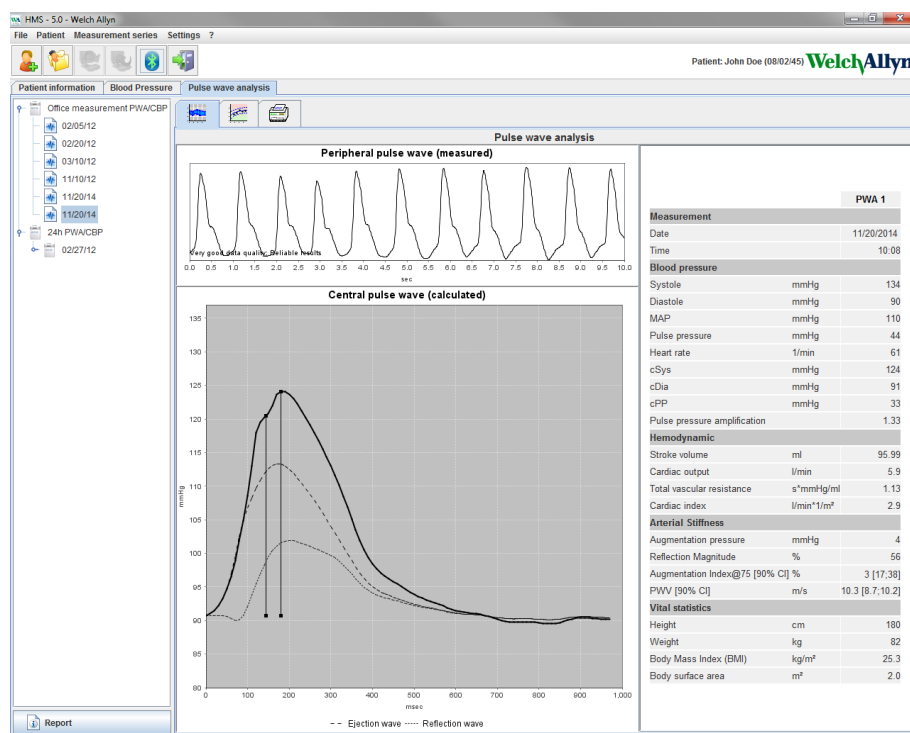 HMS - 5.0 - Welch Allyn
File Patient Measurement series Settings ?
Patient: John Doe (08/02/45) WelchAllyn
Patient information Blood Pressure Pulse wave analysis
Office measurement PWA/CBP
02/05/12
02/20/12
03/10/12
11/10/12
11/20/14
11/20/14
24h PWA/CBP
02/27/12
Report
Pulse wave analysis
Peripheral pulse wave (measured)
Very good data quality: Reliable results
0.0 0.5 1.0 1.5 2.0 2.5 3.0 3.5 4.0 4.5 5.0 5.5 6.0 6.5 7.0 7.5 8.0 8.5 9.0 9.5 10.0
sec
Central pulse wave (calculated)
135
130
125
120
115
110
105
100
95
90
85
80
mmHg
0 100 200 300 400 500 600 700 800 900 1,000
msec
Ejection wave Reflection wave
PWA 1
Measurement
Date 11/20/2014
Time 10:08
Blood pressure
Systole mmHg 134
Diastole mmHg 90
MAP mmHg 110
Pulse pressure mmHg 44
Heart rate 1/min 61
cSys mmHg 124
cDia mmHg 91
cPP mmHg 33
Pulse pressure amplification 1.33
Hemodynamic
Stroke volume ml 95.99
Cardiac output l/min 5.9
Total vascular resistance s*mmHg/ml 1.13
Cardiac index l/min*1/m² 2.9
Arterial Stiffness
Augmentation pressure mmHg 4
Reflection Magnitude % 56
Augmentation Index@75 [90% CI] % 3 [17;38]
PWV [90% CI] m/s 10.3 [8.7;10.2]
Vital statistics
Height cm 180
Weight kg 82
Body Mass Index (BMI) kg/m² 25.3
Body surface area m² 2.0